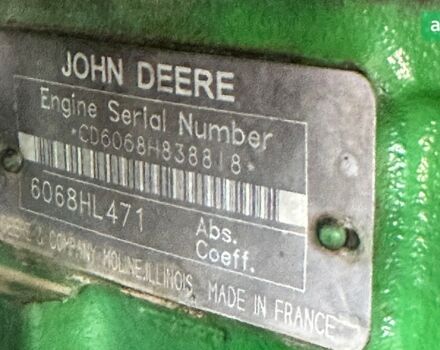 JOHN DEERE
Engine Serial Number
*CD6068H838818*
6068HL471
Abs.
Coeff.
DEERE & COMPANY MOLINE,ILLINOIS MADE IN FRANCE
a